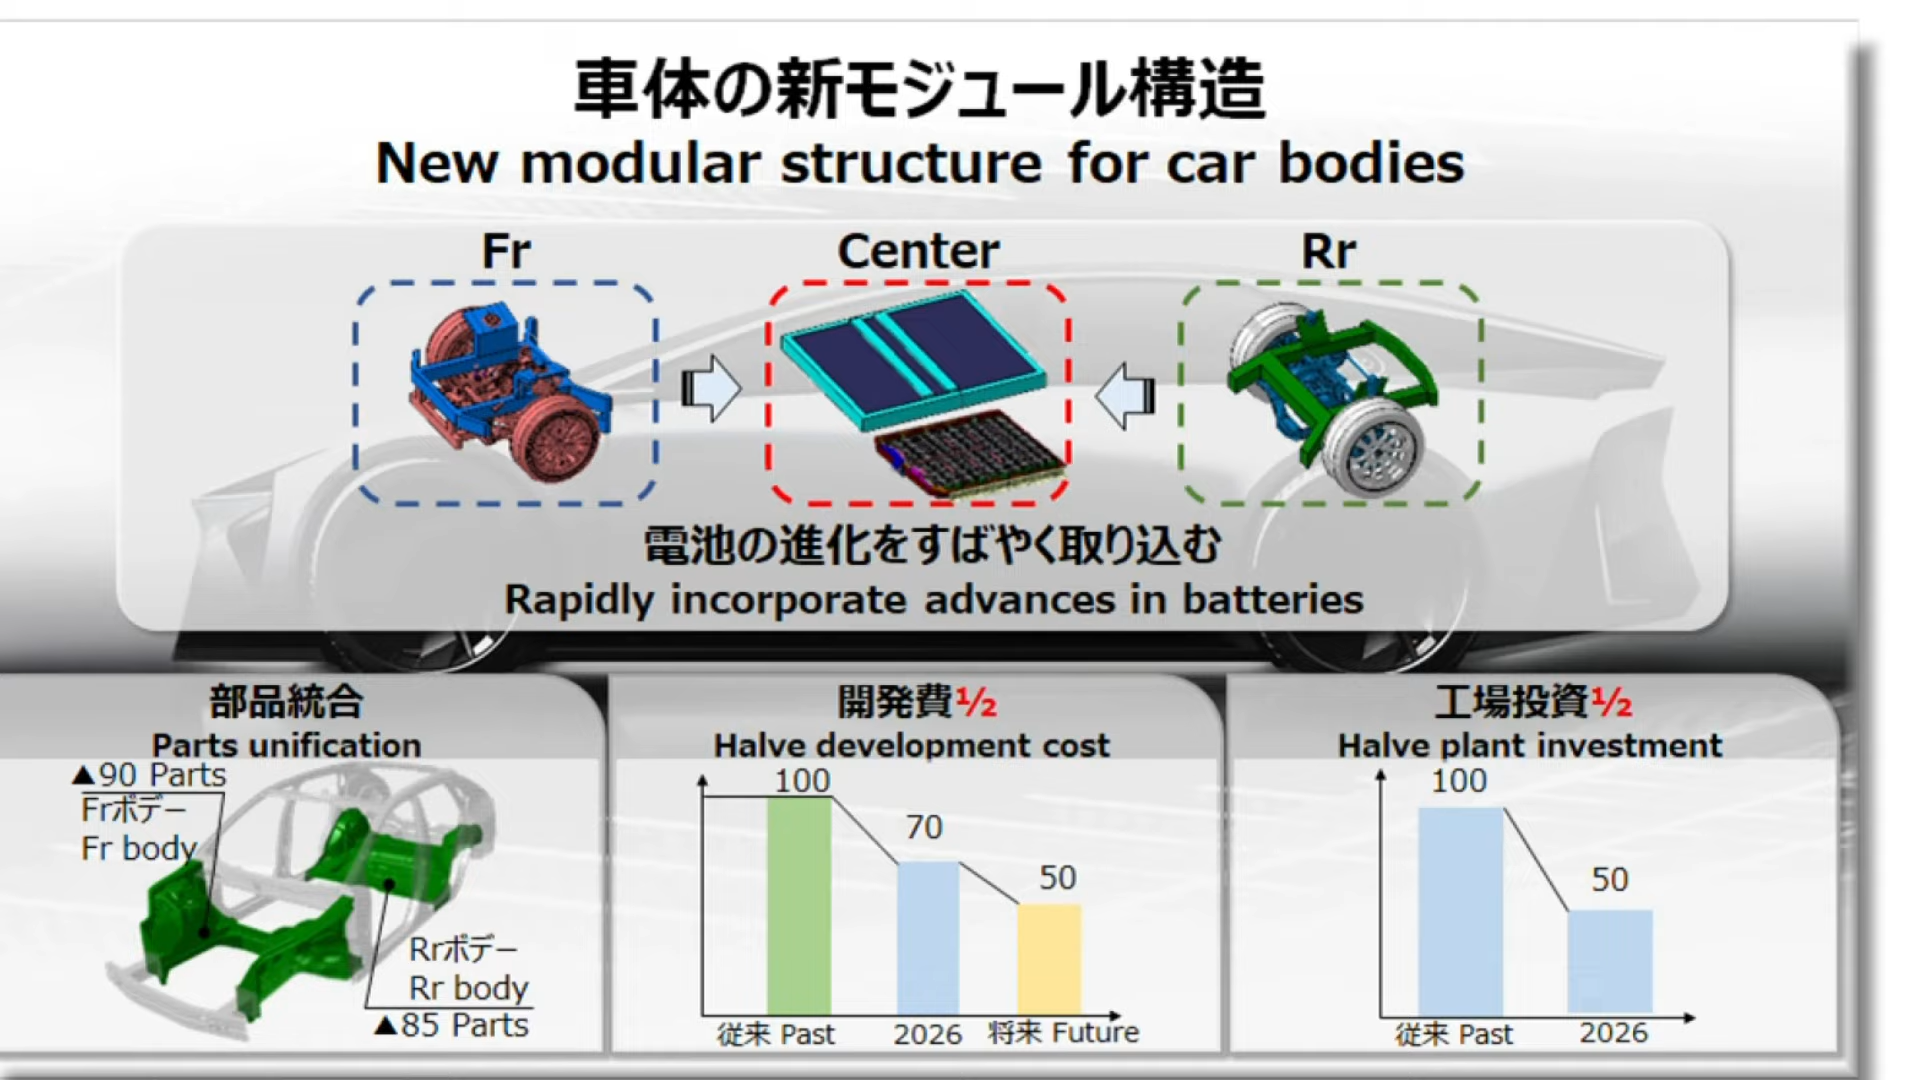 車体の新モジュール構造
New modular structure for car bodies
Fr
Center
Rr
電池の進化をすばやく取り込む
Rapidly incorporate advances in batteries
部品統合
Parts unification
▲90 Parts
Frボデー
Fr body
Rrボデー
Rr body
▲85 Parts
開発費½
Halve development cost
100
70
50
従来 Past
2026
将来 Future
工場投資½
Halve plant investment
100
50
従来 Past
2026